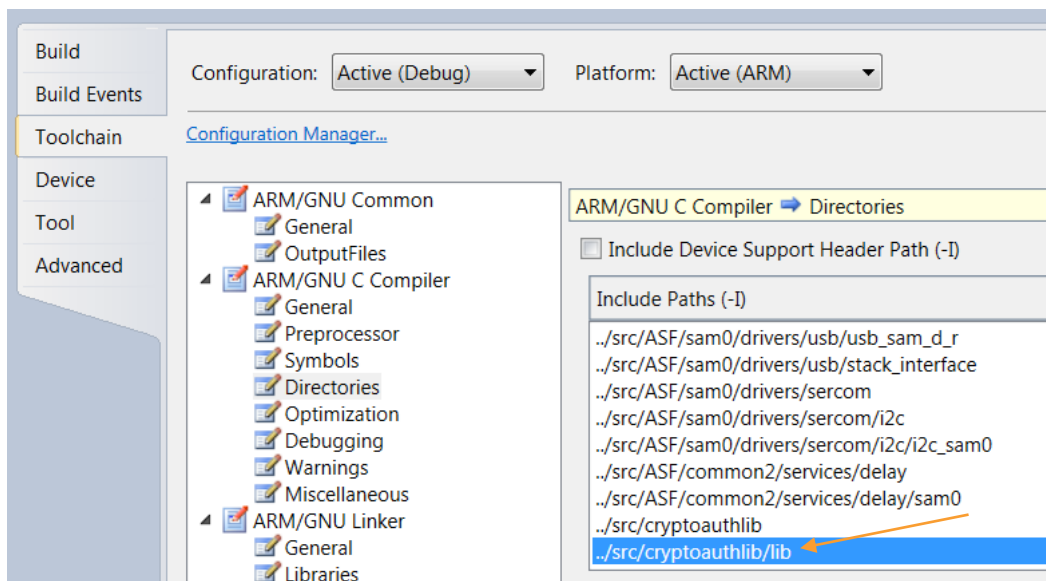 Build
Build Events
Toolchain
Device
Tool
Advanced
Configuration: Active (Debug) Platform: Active (ARM)
Configuration Manager...
ARM/GNU Common
General
OutputFiles
ARM/GNU C Compiler
General
Preprocessor
Symbols
Directories
Optimization
Debugging
Warnings
Miscellaneous
ARM/GNU Linker
General
Libraries
ARM/GNU C Compiler Directories
Include Device Support Header Path (-I)
Include Paths (-I)
../src/ASF/sam0/drivers/usb/usb_sam_d_r
../src/ASF/sam0/drivers/usb/stack_interface
../src/ASF/sam0/drivers/sercom
../src/ASF/sam0/drivers/sercom/i2c
../src/ASF/sam0/drivers/sercom/i2c/i2c_sam0
../src/ASF/common2/services/delay
../src/ASF/common2/services/delay/sam0
../src/cryptoauthlib
../src/cryptoauthlib/lib